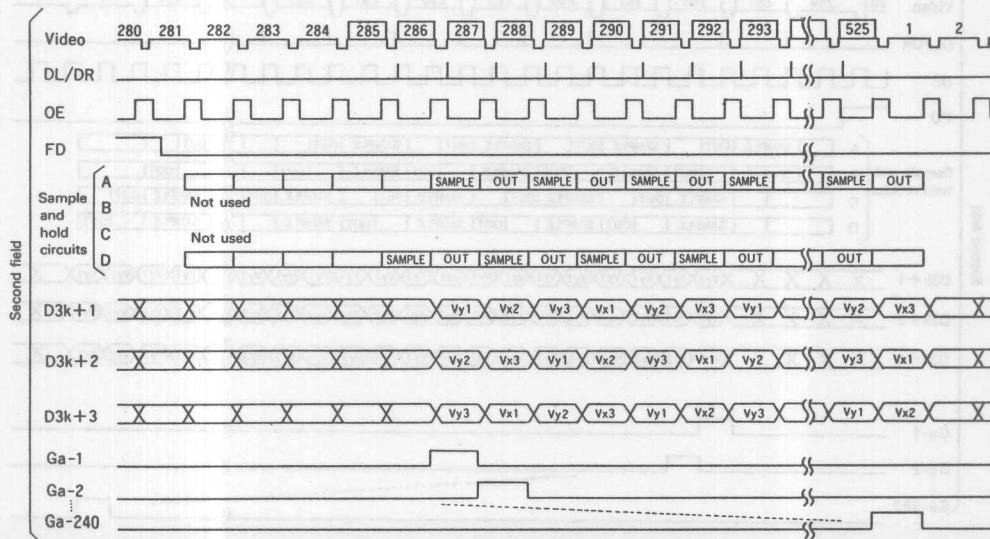 Second field
280 281 282 283 284 285 286 287 288 289 290 291 292 293 525 1 2
Video
DL/DR
OE
FD
Sample and hold circuits
A SAMPLE OUT SAMPLE OUT SAMPLE OUT SAMPLE SAMPLE OUT
B Not used
C Not used
D SAMPLE OUT SAMPLE OUT SAMPLE OUT SAMPLE OUT OUT
D3k+1 Vy1 Vx2 Vy3 Vx1 Vy2 Vx3 Vy1 Vy2 Vx3
D3k+2 Vy2 Vx3 Vy1 Vx2 Vy3 Vx1 Vy2 Vy3 Vx1
D3k+3 Vy3 Vx1 Vy2 Vx3 Vy1 Vx2 Vy3 Vy1 Vx2
Ga-1
Ga-2
Ga-240